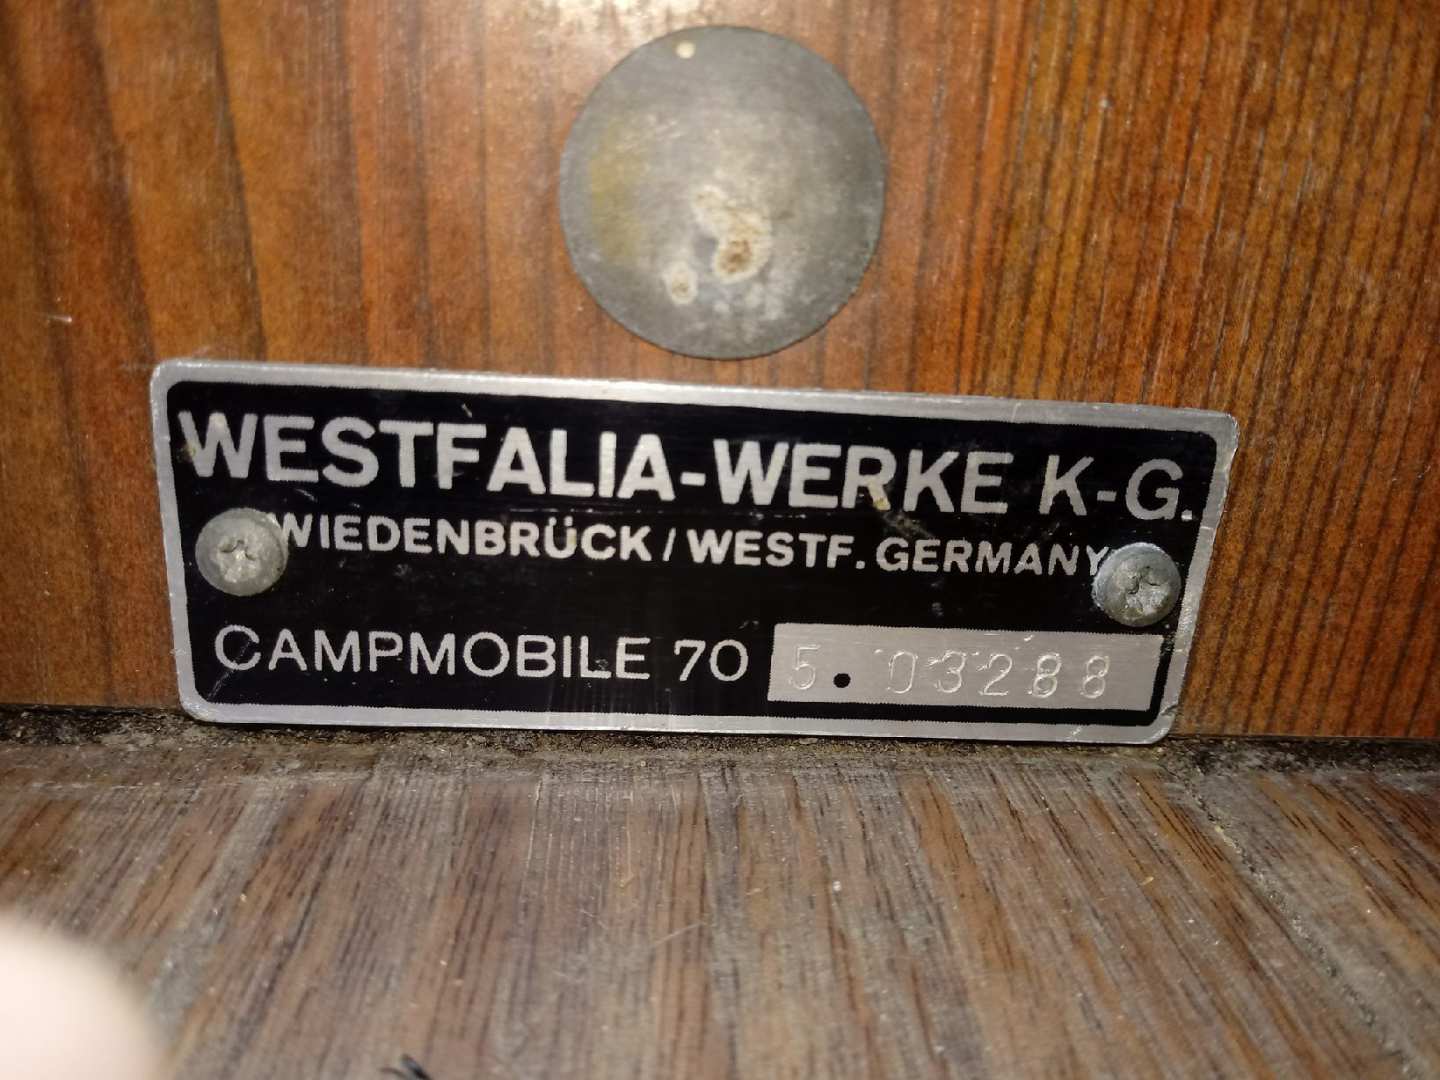 WESTFALIA-WERKE K-G.
WIEDENBRÜCK / WESTF. GERMANY
CAMPMOBILE 70 5. 03288